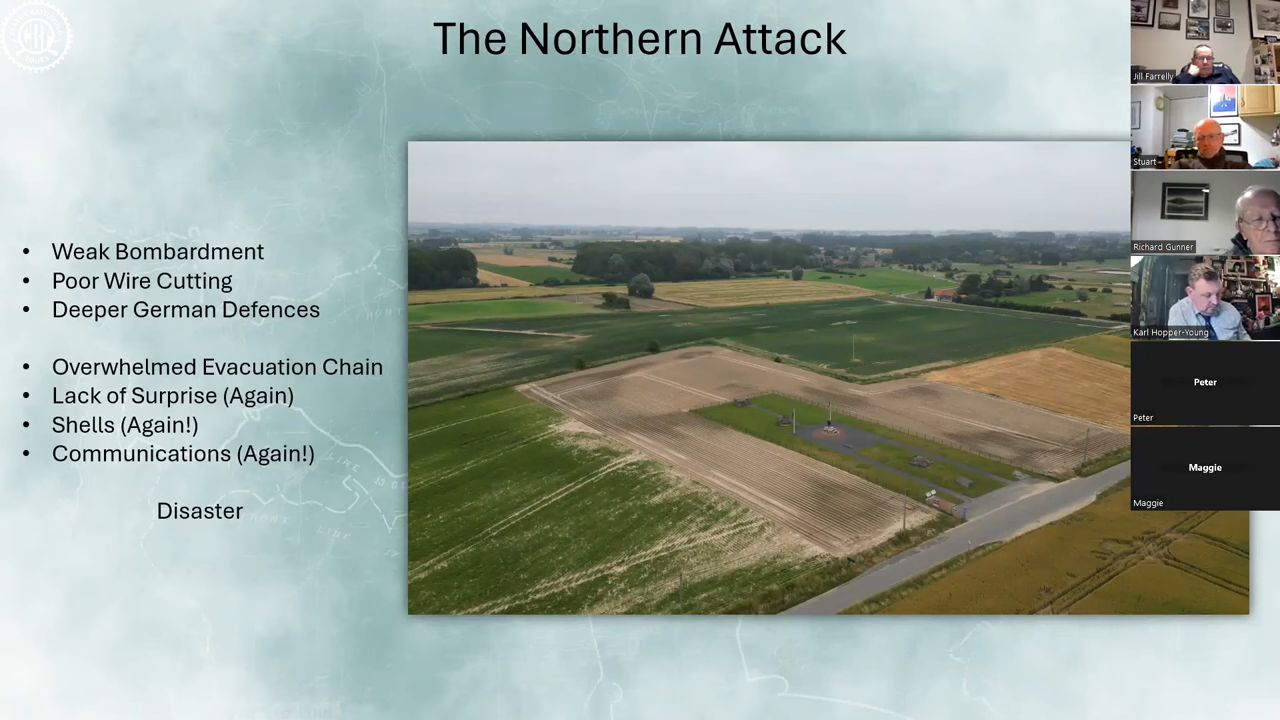 The Northern Attack
• Weak Bombardment
• Poor Wire Cutting
• Deeper German Defences
• Overwhelmed Evacuation Chain
• Lack of Surprise (Again)
• Shells (Again!)
• Communications (Again!)
Disaster
Jill Farrelly
Stuart
Richard Gunner
Karl Hopper-Young
Peter
Peter
Maggie
Maggie